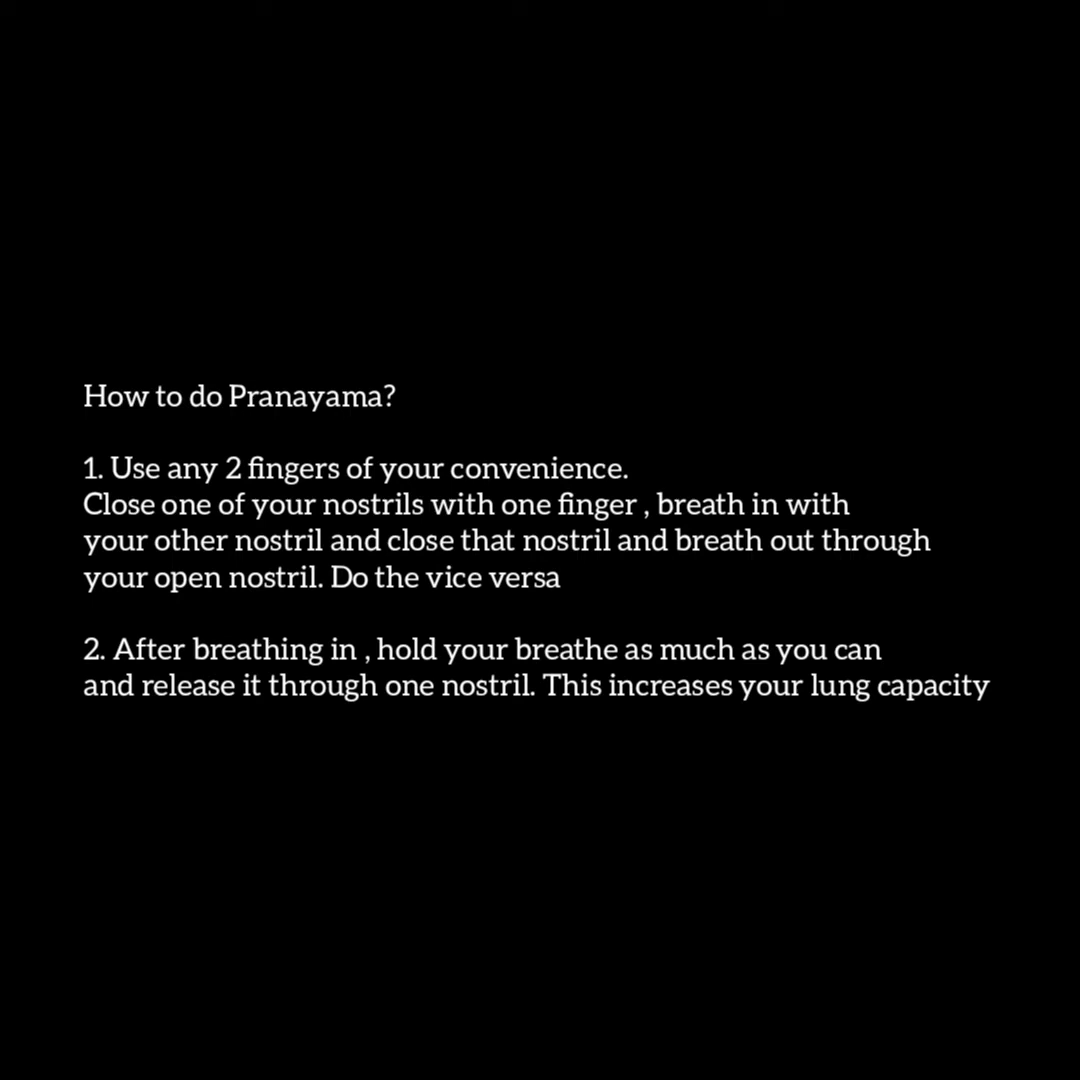 How to do Pranayama?
1. Use any 2 fingers of your convenience.
Close one of your nostrils with one finger , breath in with
your other nostril and close that nostril and breath out through
your open nostril. Do the vice versa
2. After breathing in , hold your breathe as much as you can
and release it through one nostril. This increases your lung capacity